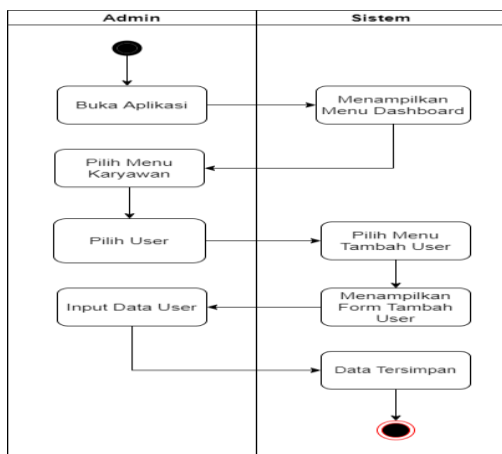 Admin
Sistem
Buka Aplikasi
Menampilkan
Menu Dashboard
Pilih Menu
Karyawan
Pilih User
Pilih Menu
Tambah User
Input Data User
Menampilkan
Form Tambah
User
Data Tersimpan